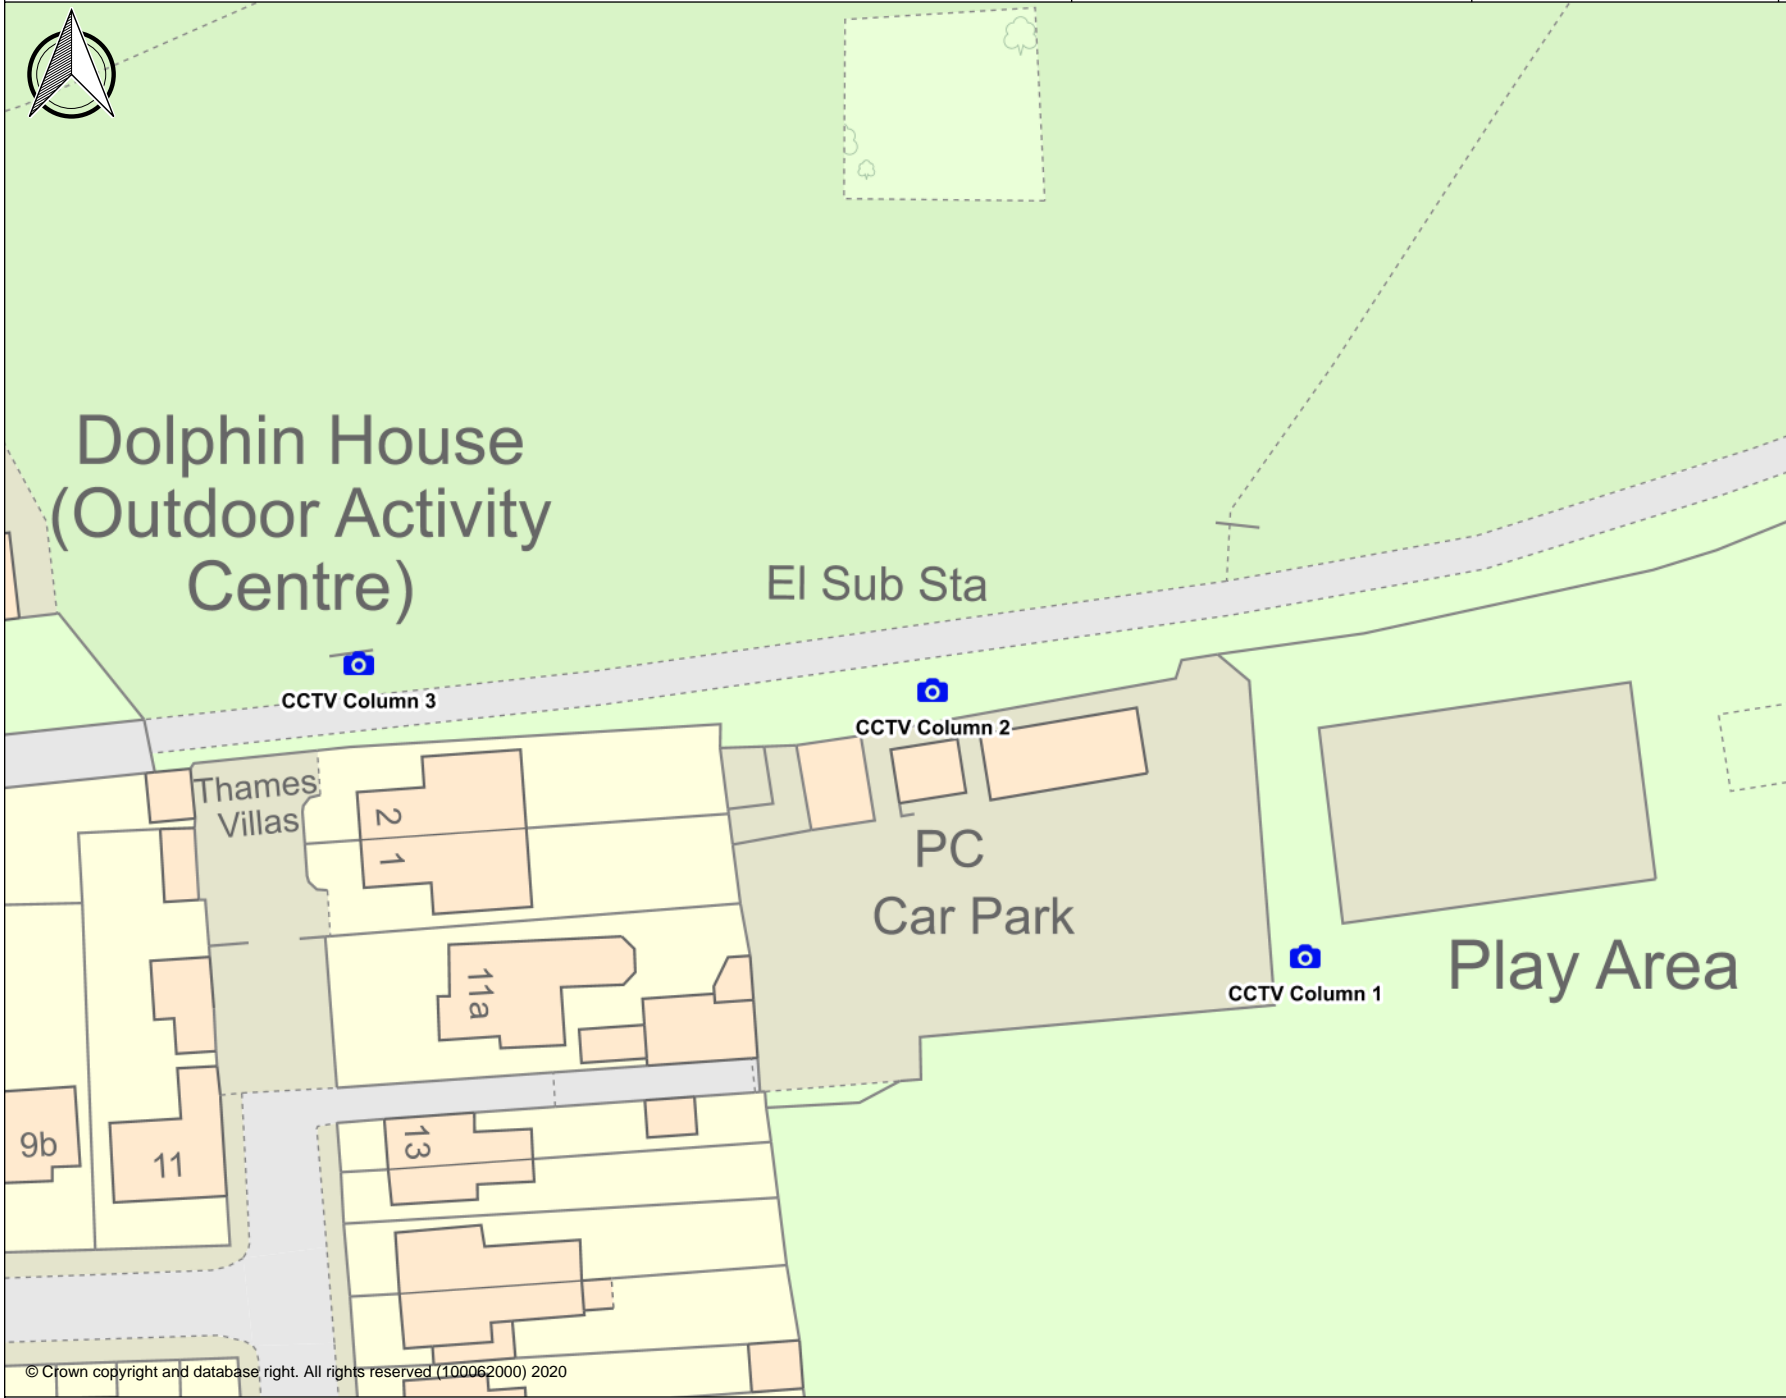 Dolphin House
(Outdoor Activity
Centre)
El Sub Sta
CCTV Column 3
CCTV Column 2
Thames
Villas
2
1
PC
Car Park
CCTV Column 1
Play Area
11a
9b
11
13
© Crown copyright and database right. All rights reserved (100062000) 2020